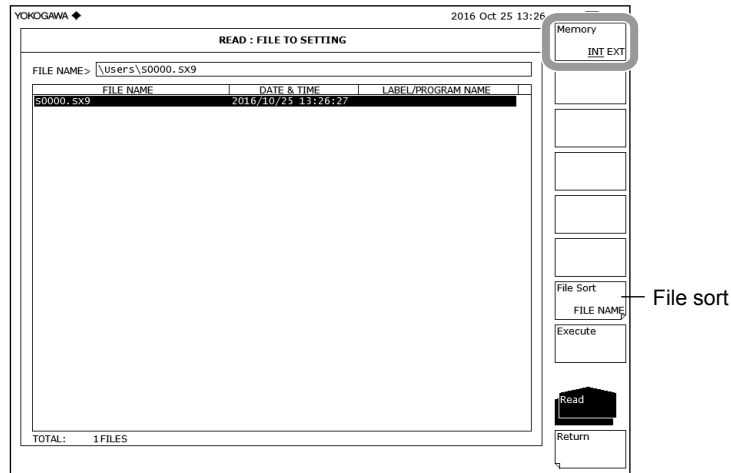 YOKOGAWA ◆ 2016 Oct 25 13:26
READ : FILE TO SETTING
FILE NAME> \Users\S0000.SX9
FILE NAME DATE & TIME LABEL/PROGRAM NAME
S0000.SX9 2016/10/25 13:26:27
TOTAL: 1FILES
Memory
INT EXT
File Sort
FILE NAME
Execute
Read
Return
File sort